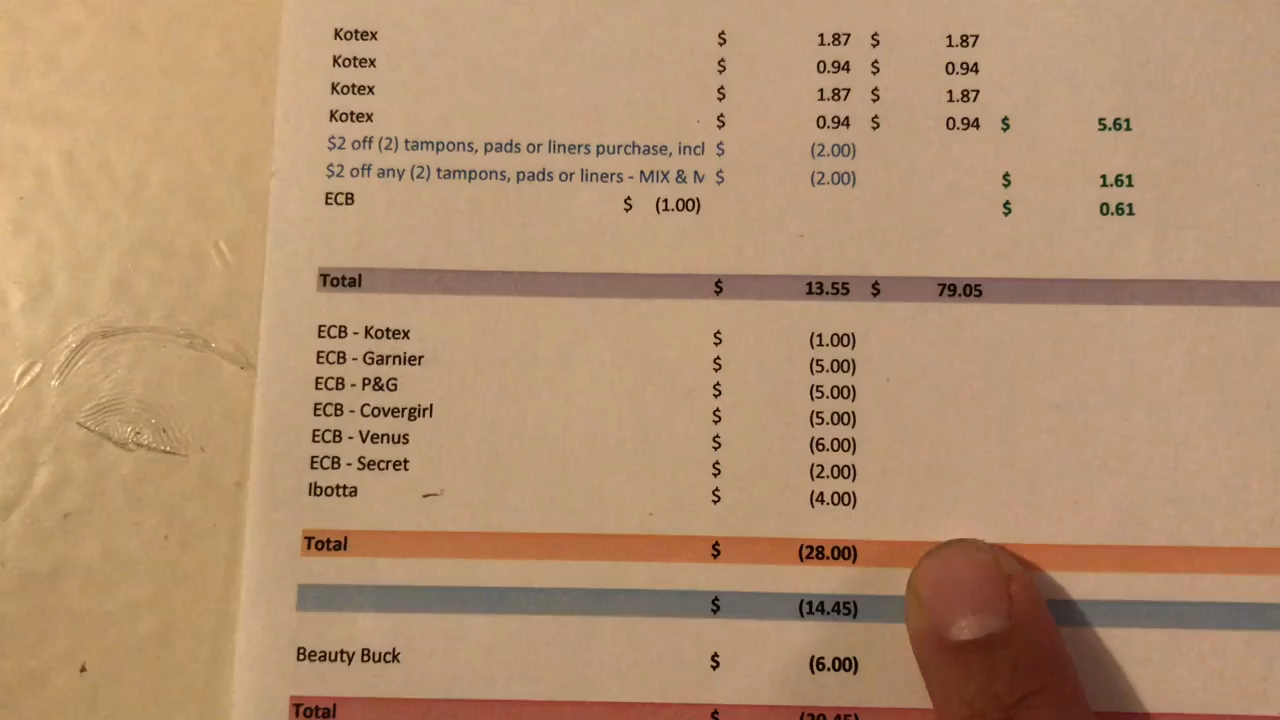 Kotex $ 1.87 $ 1.87
Kotex $ 0.94 $ 0.94
Kotex $ 1.87 $ 1.87
Kotex $ 0.94 $ 0.94 $ 5.61
$2 off (2) tampons, pads or liners purchase, incl $ (2.00)
$2 off any (2) tampons, pads or liners - MIX & M $ (2.00) $ 1.61
ECB $ (1.00) $ 0.61
Total $ 13.55 $ 79.05
ECB - Kotex $ (1.00)
ECB - Garnier $ (5.00)
ECB - P&G $ (5.00)
ECB - Covergirl $ (5.00)
ECB - Venus $ (6.00)
ECB - Secret $ (2.00)
Ibotta $ (4.00)
Total $ (28.00)
$ (14.45)
Beauty Buck $ (6.00)
Total $ (20.45)